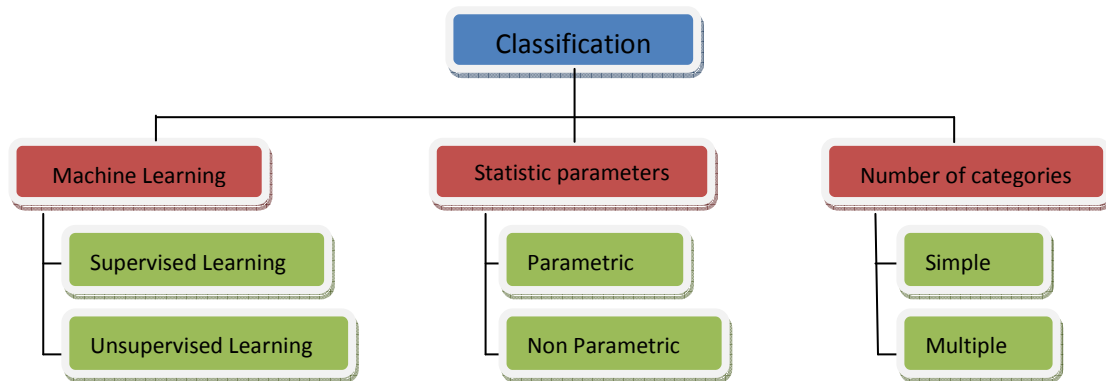 Classification
Machine Learning
Statistic parameters
Number of categories
Supervised Learning
Parametric
Simple
Unsupervised Learning
Non Parametric
Multiple